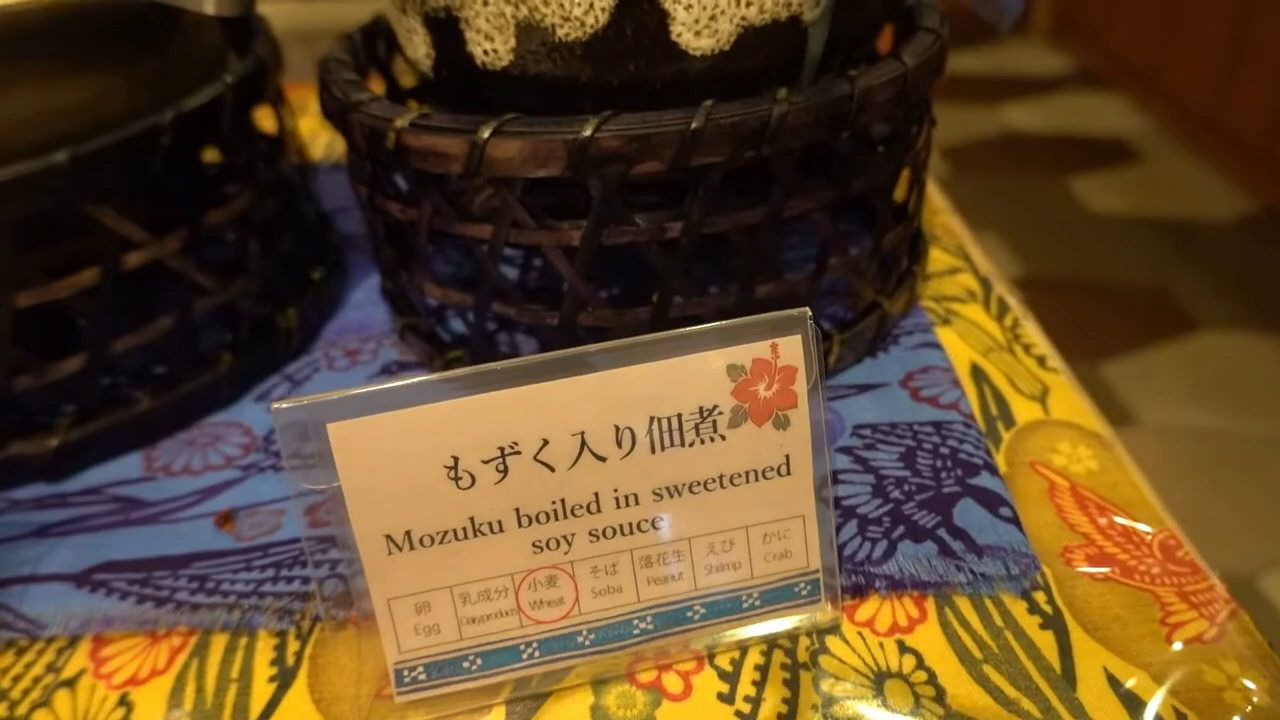 もずく入り佃煮
Mozuku boiled in sweetened
soy souce
卵 乳成分 小麦 そば 落花生 えび かに
Egg Dairy products Wheat Soba Peanut Shrimp Crab